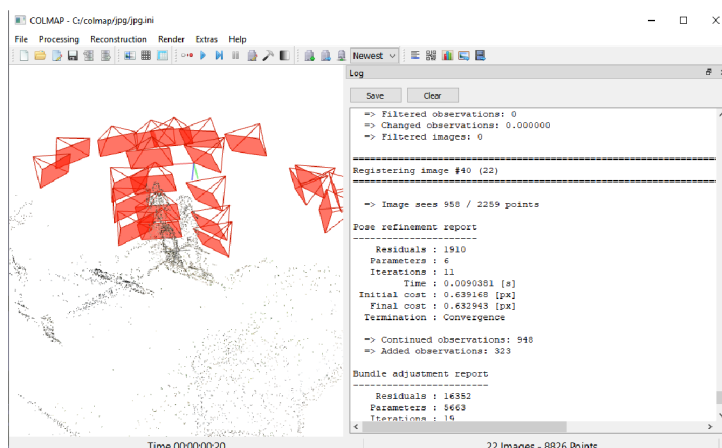 COLMAP - C:/colmap/jpg/jpg.ini
File Processing Reconstruction Render Extras Help
Newest
Log
Save Clear
=> Filtered observations: 0
=> Changed observations: 0.000000
=> Filtered images: 0
==============================================================================
Registering image #40 (22)
==============================================================================
=> Image sees 958 / 2259 points
Pose refinement report
----------------------
Residuals : 1910
Parameters : 6
Iterations : 11
Time : 0.0090381 [s]
Initial cost : 0.639168 [px]
Final cost : 0.632943 [px]
Termination : Convergence
=> Continued observations: 948
=> Added observations: 323
Bundle adjustment report
------------------------
Residuals : 16352
Parameters : 5663
Iterations : 19
Time 00:00:00:20
22 Images - 8826 Points